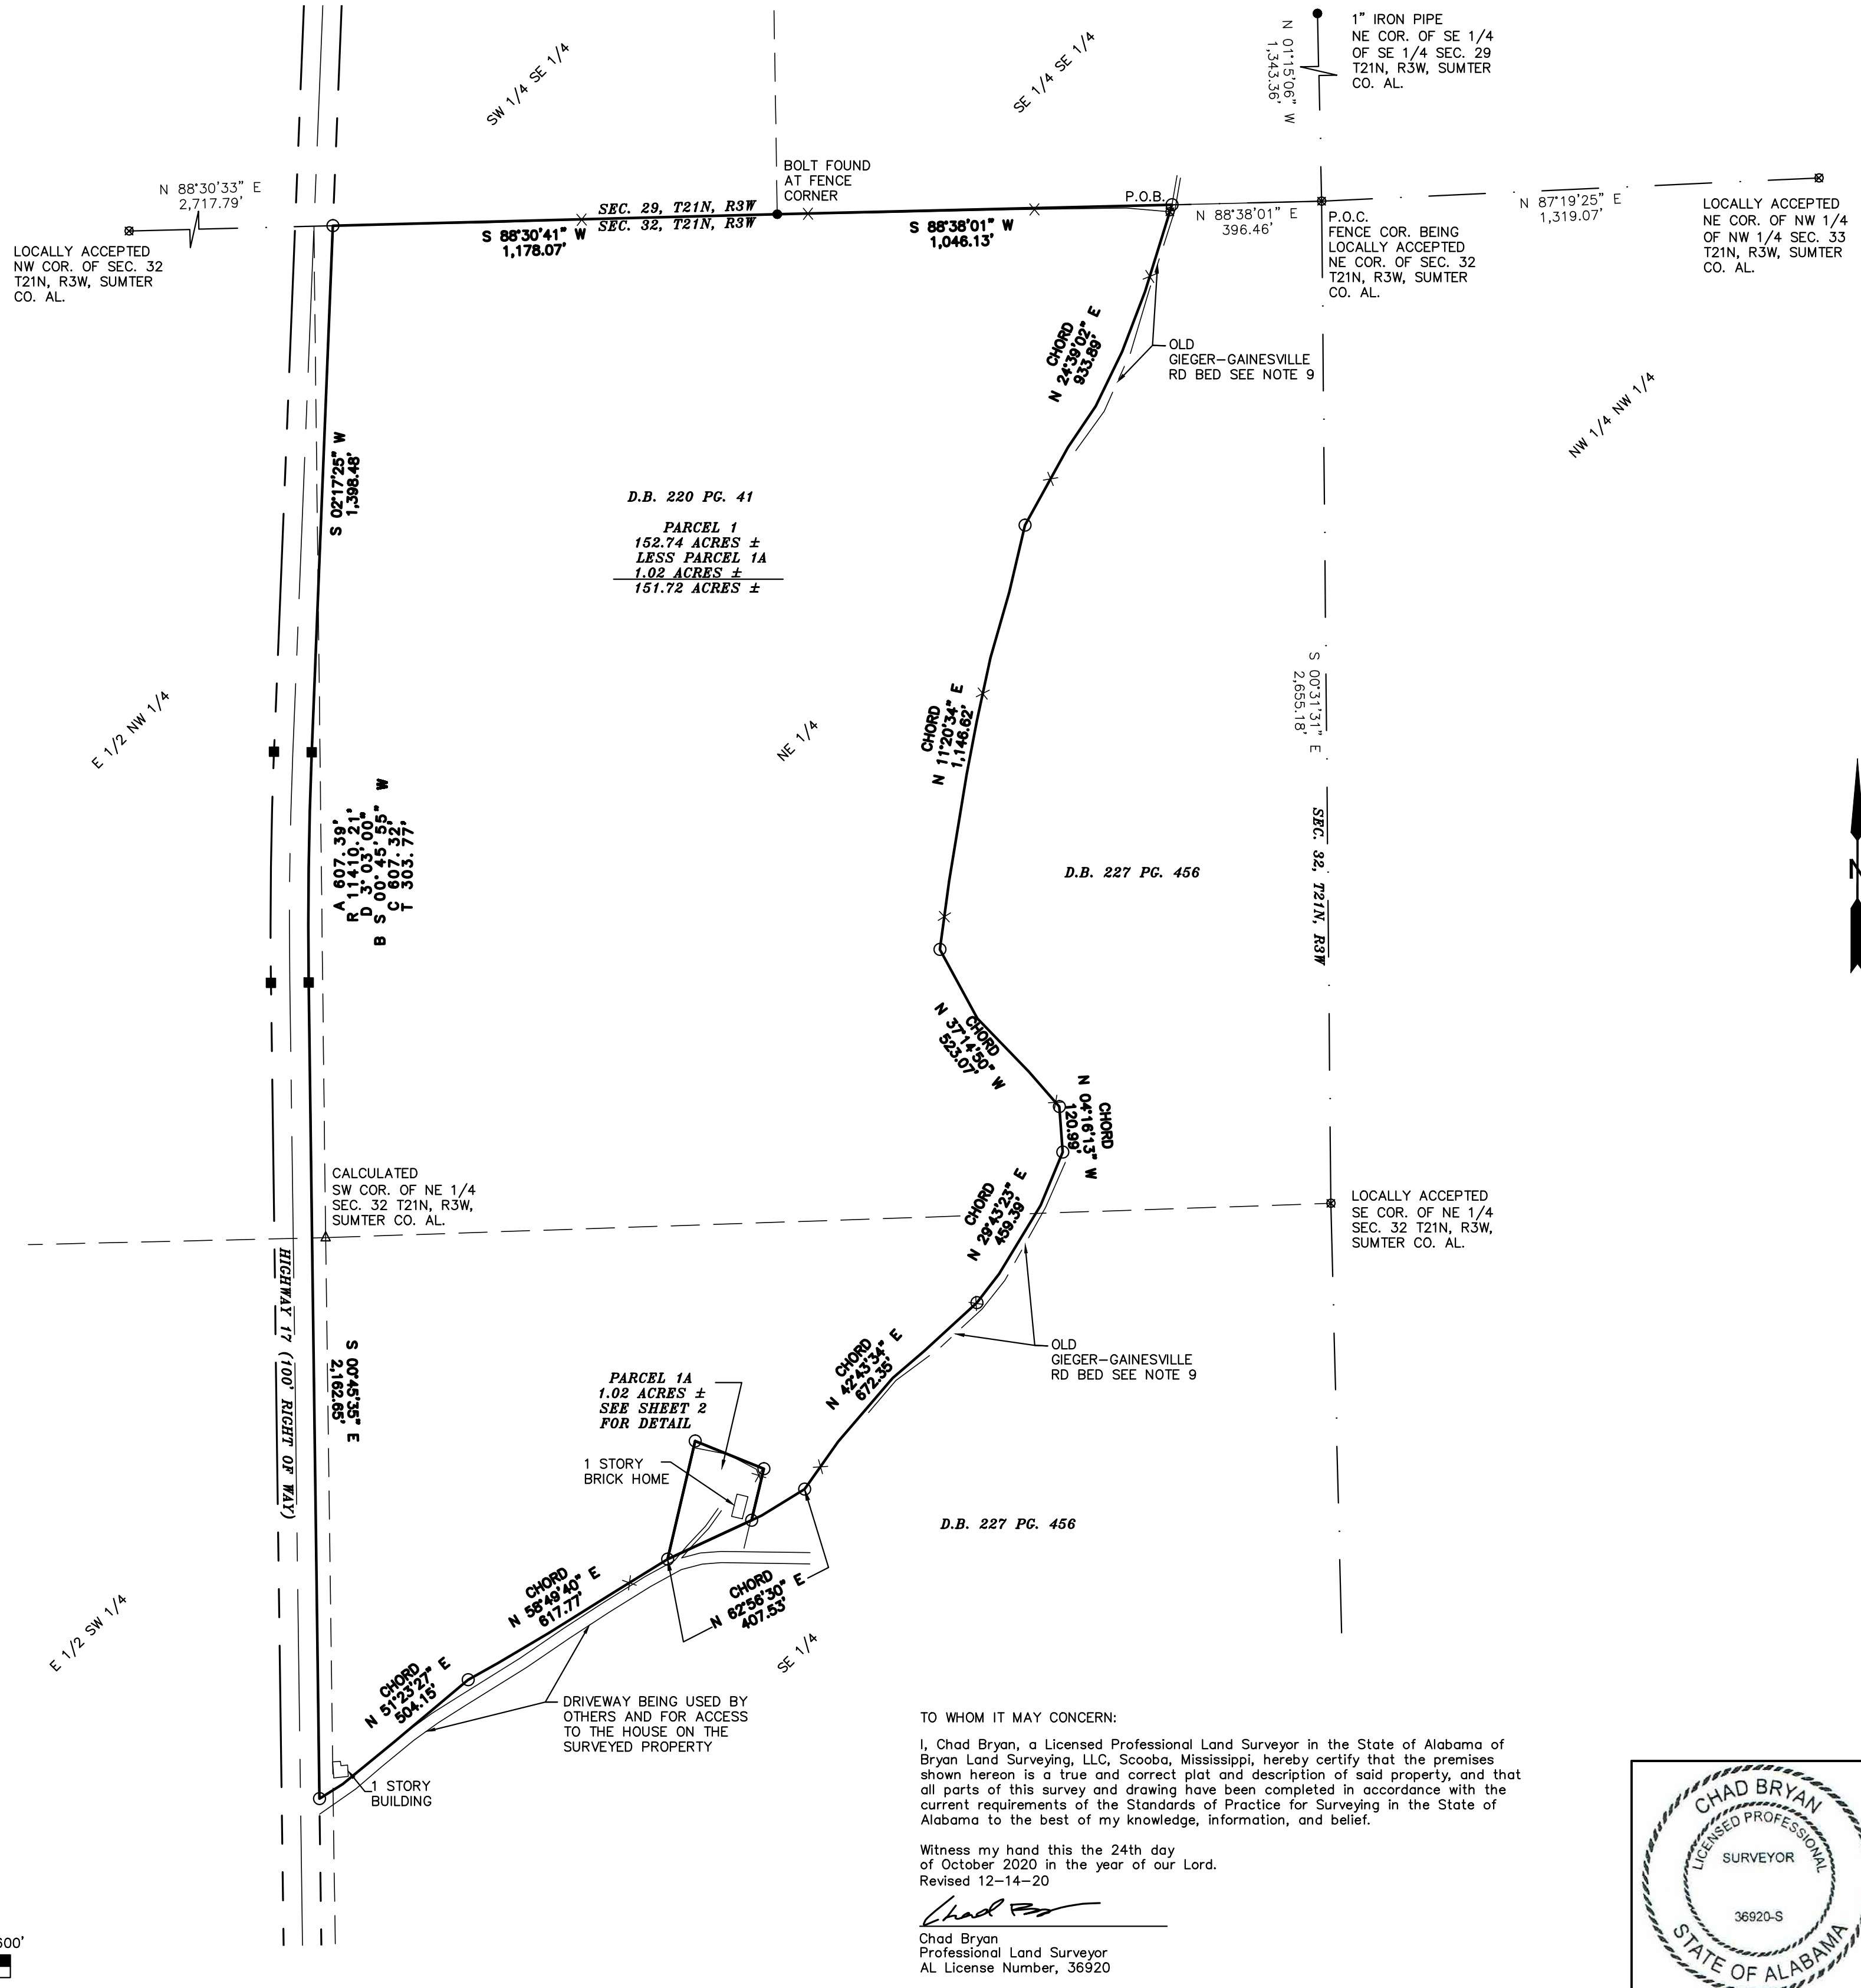 1" IRON PIPE
NE COR. OF SE 1/4
OF SE 1/4 SEC. 29
T21N, R3W, SUMTER
CO. AL.
N 01°15'06" W
1,343.36'
SW 1/4 SE 1/4
SE 1/4 SE 1/4
BOLT FOUND
AT FENCE
CORNER
N 88°30'33" E
2,717.79'
LOCALLY ACCEPTED
NW COR. OF SEC. 32
T21N, R3W, SUMTER
CO. AL.
SEC. 29, T21N, R3W
SEC. 32, T21N, R3W
S 88°30'41" W
1,178.07'
S 88°38'01" W
1,046.13'
P.O.B.
N 88°38'01" E
396.46'
P.O.C.
FENCE COR. BEING
LOCALLY ACCEPTED
NE COR. OF SEC. 32
T21N, R3W, SUMTER
CO. AL.
N 87°19'25" E
1,319.07'
LOCALLY ACCEPTED
NE COR. OF NW 1/4
OF NW 1/4 SEC. 33
T21N, R3W, SUMTER
CO. AL.
CHORD
N 24°39'02" E
933.89'
OLD
GIEGER-GAINESVILLE
RD BED SEE NOTE 9
NW 1/4 NW 1/4
S 02°17'25" W
1,398.48'
D.B. 220 PG. 41
PARCEL 1
152.74 ACRES ±
LESS PARCEL 1A
1.02 ACRES ±
151.72 ACRES ±
E 1/2 NW 1/4
NE 1/4
CHORD
N 11°20'34" E
1,146.62'
S 00°31'31" E
2,655.18'
SEC. 32, T21N, R3W
A 607.39'
R 11410.21'
D 3°03'00"
B S 00°45'55" W
C 607.32'
T 303.77'
D.B. 227 PG. 456
N
CHORD
N 37°14'50" W
523.07'
CHORD
N 04°16'13" W
120.99'
CALCULATED
SW COR. OF NE 1/4
SEC. 32 T21N, R3W,
SUMTER CO. AL.
CHORD
N 29°43'23" E
459.39'
LOCALLY ACCEPTED
SE COR. OF NE 1/4
SEC. 32 T21N, R3W,
SUMTER CO. AL.
HIGHWAY 17 (100' RIGHT OF WAY)
S 00°45'35" E
2,162.65'
OLD
GIEGER-GAINESVILLE
RD BED SEE NOTE 9
CHORD
N 42°43'34" E
672.35'
PARCEL 1A
1.02 ACRES ±
SEE SHEET 2
FOR DETAIL
1 STORY
BRICK HOME
D.B. 227 PG. 456
CHORD
N 58°49'40" E
617.77'
CHORD
N 62°56'30" E
407.53'
E 1/2 SW 1/4
SE 1/4
CHORD
N 51°23'27" E
504.15'
DRIVEWAY BEING USED BY
OTHERS AND FOR ACCESS
TO THE HOUSE ON THE
SURVEYED PROPERTY
1 STORY
BUILDING
TO WHOM IT MAY CONCERN:
I, Chad Bryan, a Licensed Professional Land Surveyor in the State of Alabama of
Bryan Land Surveying, LLC, Scooba, Mississippi, hereby certify that the premises
shown hereon is a true and correct plat and description of said property, and that
all parts of this survey and drawing have been completed in accordance with the
current requirements of the Standards of Practice for Surveying in the State of
Alabama to the best of my knowledge, information, and belief.
Witness my hand this the 24th day
of October 2020 in the year of our Lord.
Revised 12-14-20
Chad Bryan
Professional Land Surveyor
AL License Number, 36920
CHAD BRYAN
LICENSED PROFESSIONAL
SURVEYOR
36920-S
STATE OF ALABAMA